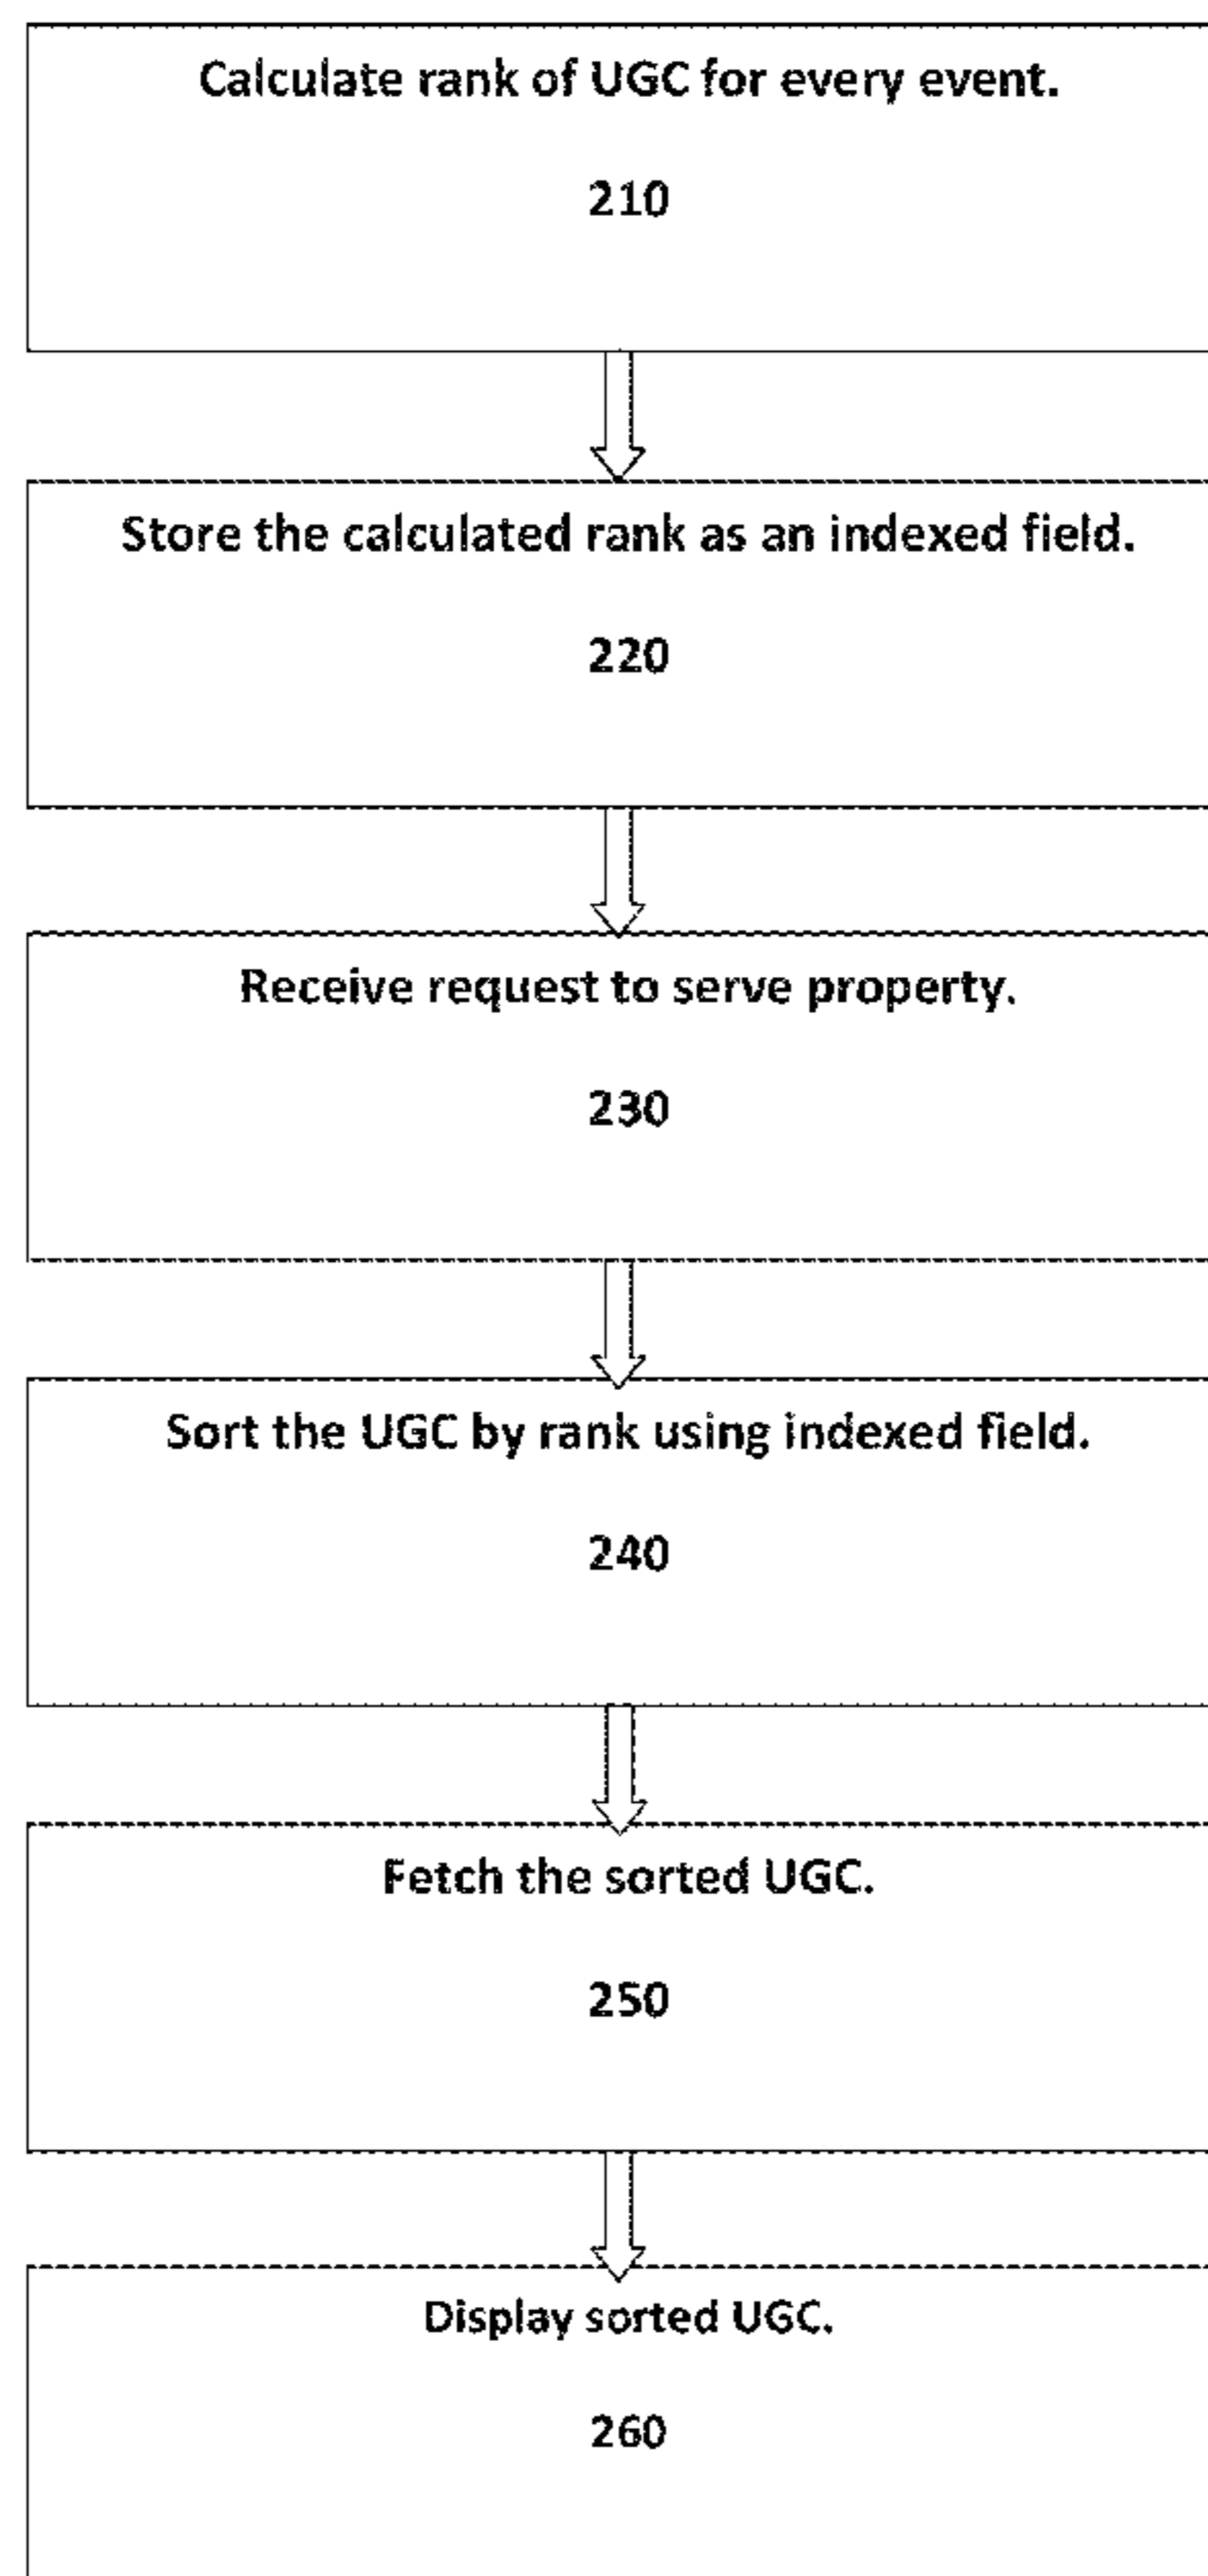 Calculate rank of UGC for every event.
210
Store the calculated rank as an indexed field.
220
Receive request to serve property.
230
Sort the UGC by rank using indexed field.
240
Fetch the sorted UGC.
250
Display sorted UGC.
260